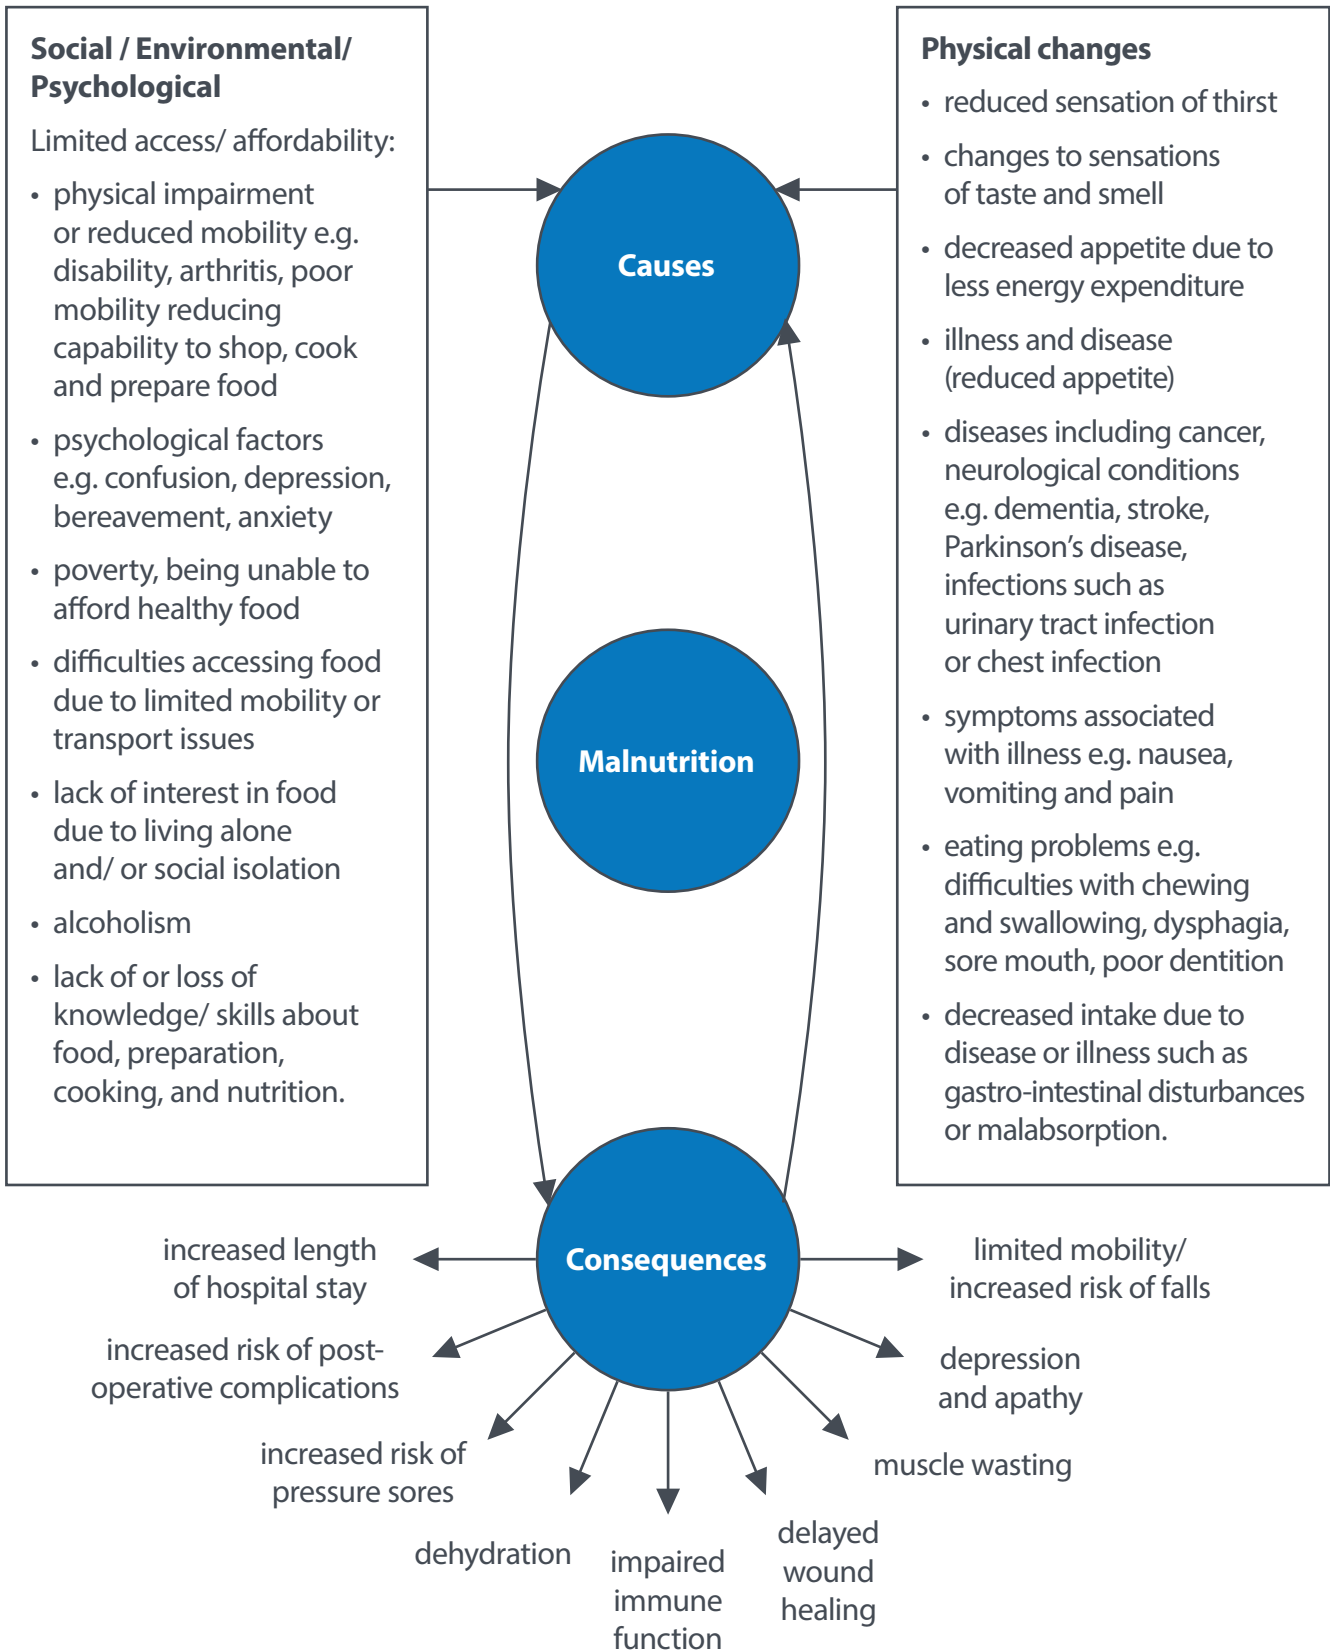 Social / Environmental/
Psychological
Limited access/ affordability:
• physical impairment
or reduced mobility e.g.
disability, arthritis, poor
mobility reducing
capability to shop, cook
and prepare food
• psychological factors
e.g. confusion, depression,
bereavement, anxiety
• poverty, being unable to
afford healthy food
• difficulties accessing food
due to limited mobility or
transport issues
• lack of interest in food
due to living alone
and/ or social isolation
• alcoholism
• lack of or loss of
knowledge/ skills about
food, preparation,
cooking, and nutrition.
Causes
Malnutrition
Consequences
Physical changes
• reduced sensation of thirst
• changes to sensations
of taste and smell
• decreased appetite due to
less energy expenditure
• illness and disease
(reduced appetite)
• diseases including cancer,
neurological conditions
e.g. dementia, stroke,
Parkinson’s disease,
infections such as
urinary tract infection
or chest infection
• symptoms associated
with illness e.g. nausea,
vomiting and pain
• eating problems e.g.
difficulties with chewing
and swallowing, dysphagia,
sore mouth, poor dentition
• decreased intake due to
disease or illness such as
gastro-intestinal disturbances
or malabsorption.
increased length
of hospital stay
increased risk of post-
operative complications
increased risk of
pressure sores
dehydration
impaired
immune
function
delayed
wound
healing
muscle wasting
depression
and apathy
limited mobility/
increased risk of falls